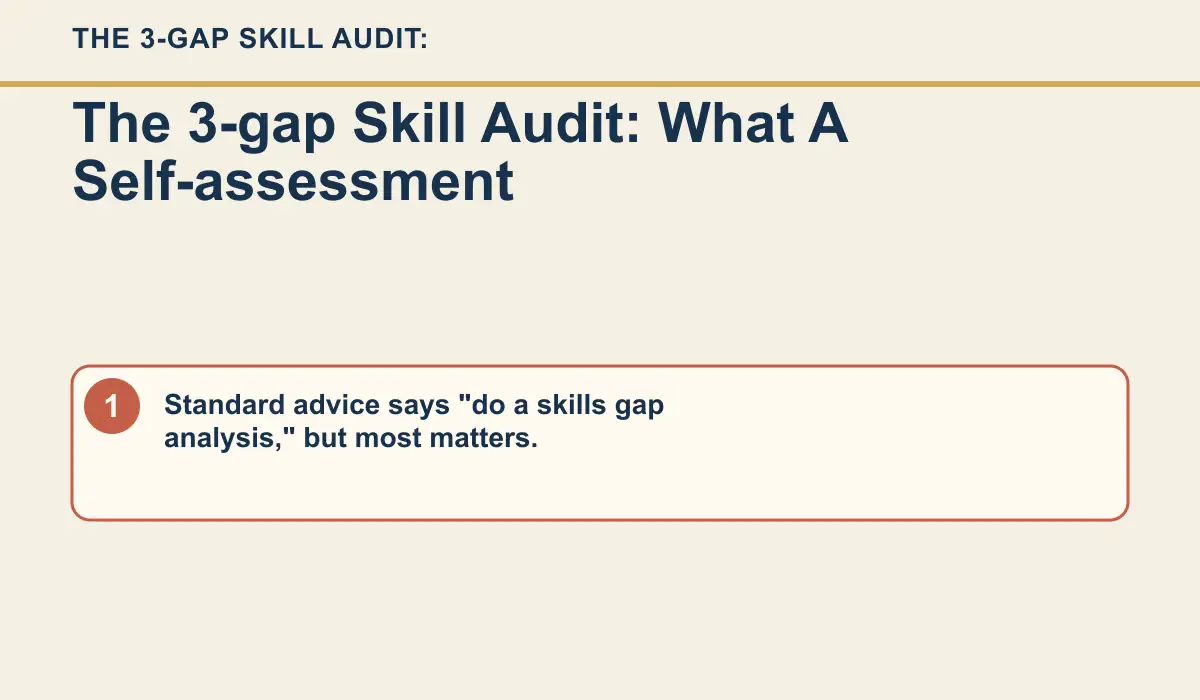 THE 3-GAP SKILL AUDIT:
The 3-gap Skill Audit: What A
Self-assessment
1
Standard advice says "do a skills gap
analysis," but most matters.